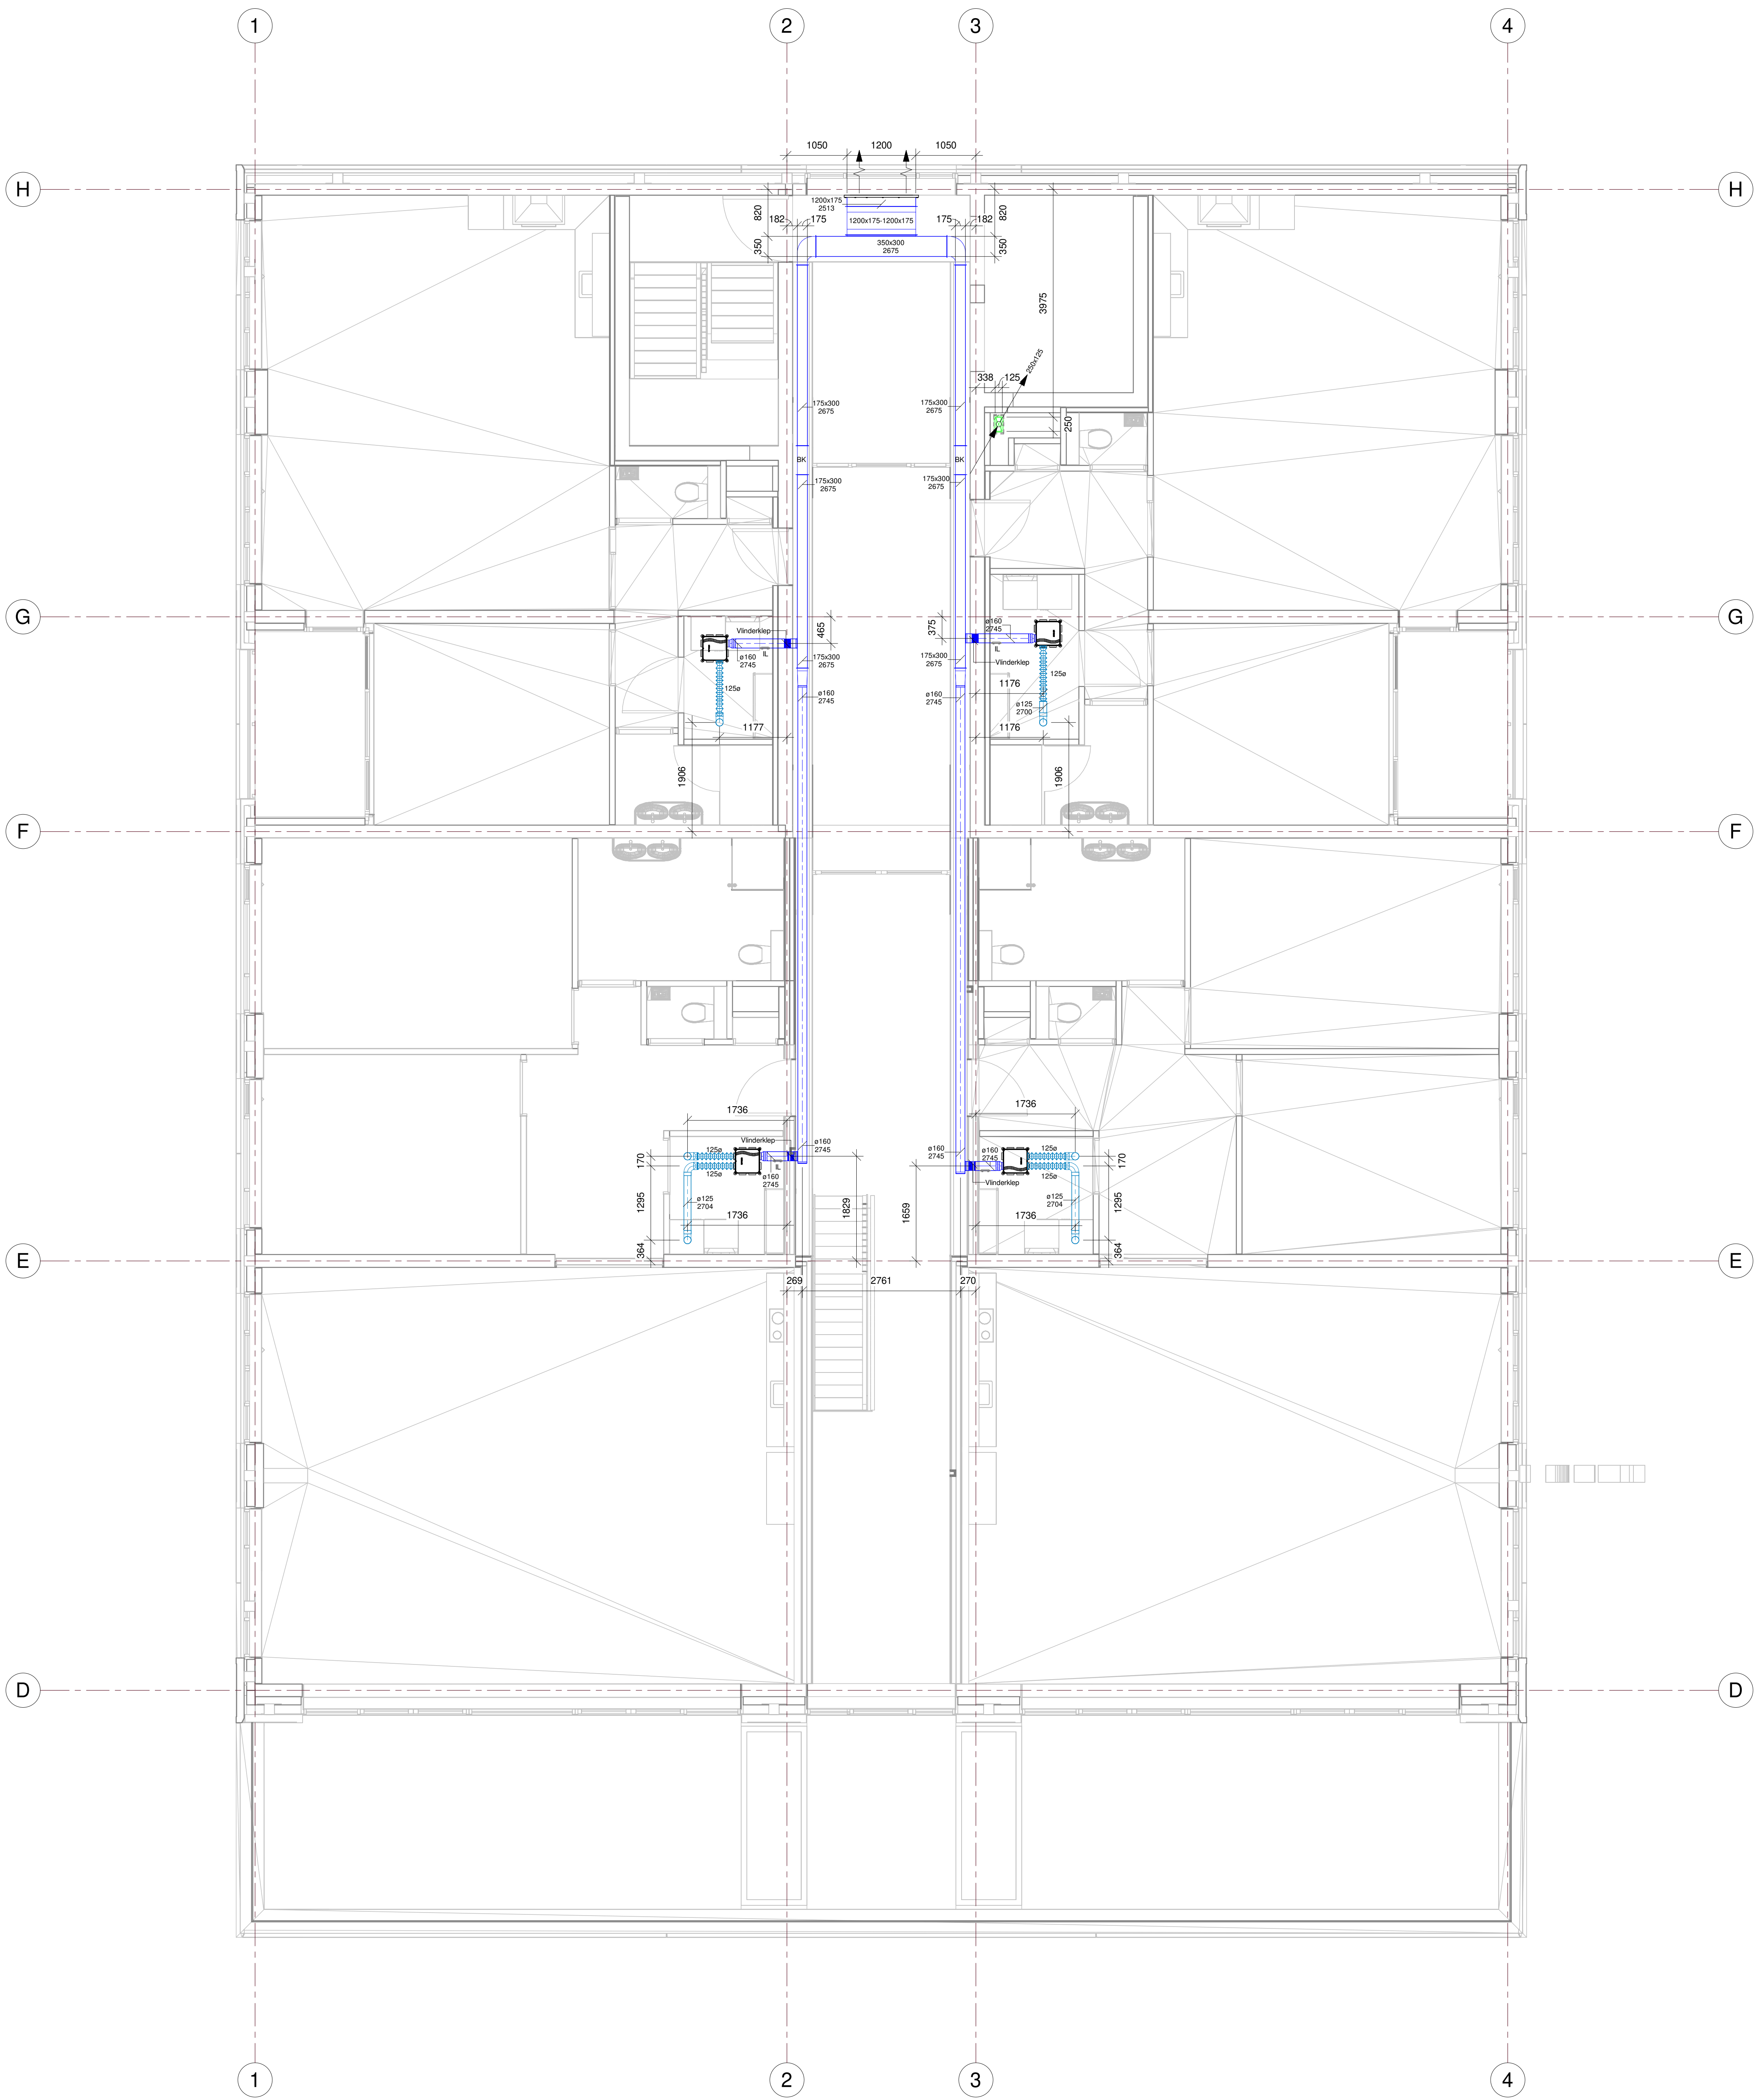 1
2
3
4
1050
1200
1050
H
H
1200x175
2513
820
182
175
1200x175-1200x175
175
182
820
350
350x300
2675
350
3975
250x125
338
125
175x300
2675
175x300
2675
250
BK
BK
175x300
2675
175x300
2675
G
G
Vlinderklep
465
375
ø160
2745
IL
ø160
2745
IL
175x300
2675
175x300
2675
Vlinderklep
125ø
125ø
1176
ø160
2745
ø160
2745
ø125
2700
1177
1176
1906
1906
F
F
1736
1736
Vlinderklep
ø160
2745
ø160
2745
ø160
2745
170
125ø
125ø
IL
ø160
2745
125ø
125ø
170
Vlinderklep
1295
ø125
2704
ø125
2704
1295
1736
1829
1659
1736
364
364
E
E
269
2761
270
D
D
1
2
3
4